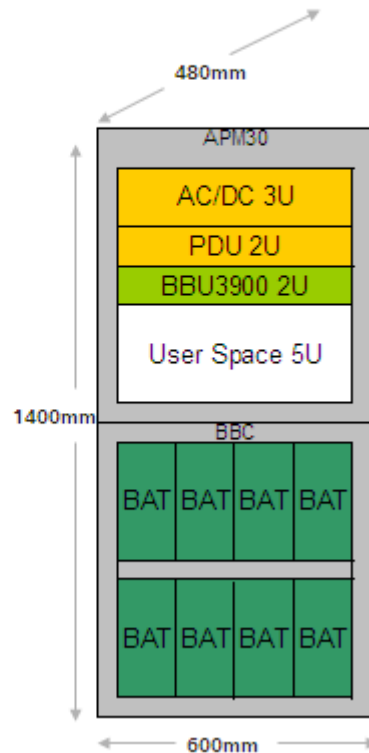 480mm
APM30
AC/DC 3U
PDU 2U
BBU3900 2U
User Space 5U
1400mm
BBC
BAT BAT BAT BAT
BAT BAT BAT BAT
600mm